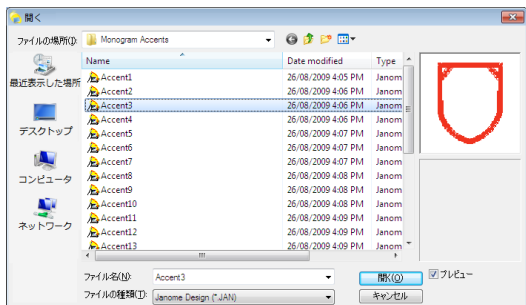 開く
ファイルの場所(I): Monogram Accents
Name Date modified Type
Accent1 26/08/2009 4:05 PM Janom
Accent2 26/08/2009 4:06 PM Janom
Accent3 26/08/2009 4:06 PM Janom
Accent4 26/08/2009 4:06 PM Janom
Accent5 26/08/2009 4:07 PM Janom
Accent6 26/08/2009 4:07 PM Janom
Accent7 26/08/2009 4:07 PM Janom
Accent8 26/08/2009 4:08 PM Janom
Accent9 26/08/2009 4:08 PM Janom
Accent10 26/08/2009 4:08 PM Janom
Accent11 26/08/2009 4:09 PM Janom
Accent12 26/08/2009 4:09 PM Janom
Accent13 26/08/2009 4:09 PM Janom
最近表示した場所
デスクトップ
コンピュータ
ネットワーク
ファイル名(N): Accent3 開く(O) プレビュー
ファイルの種類(T): Janome Design (*.JAN) キャンセル